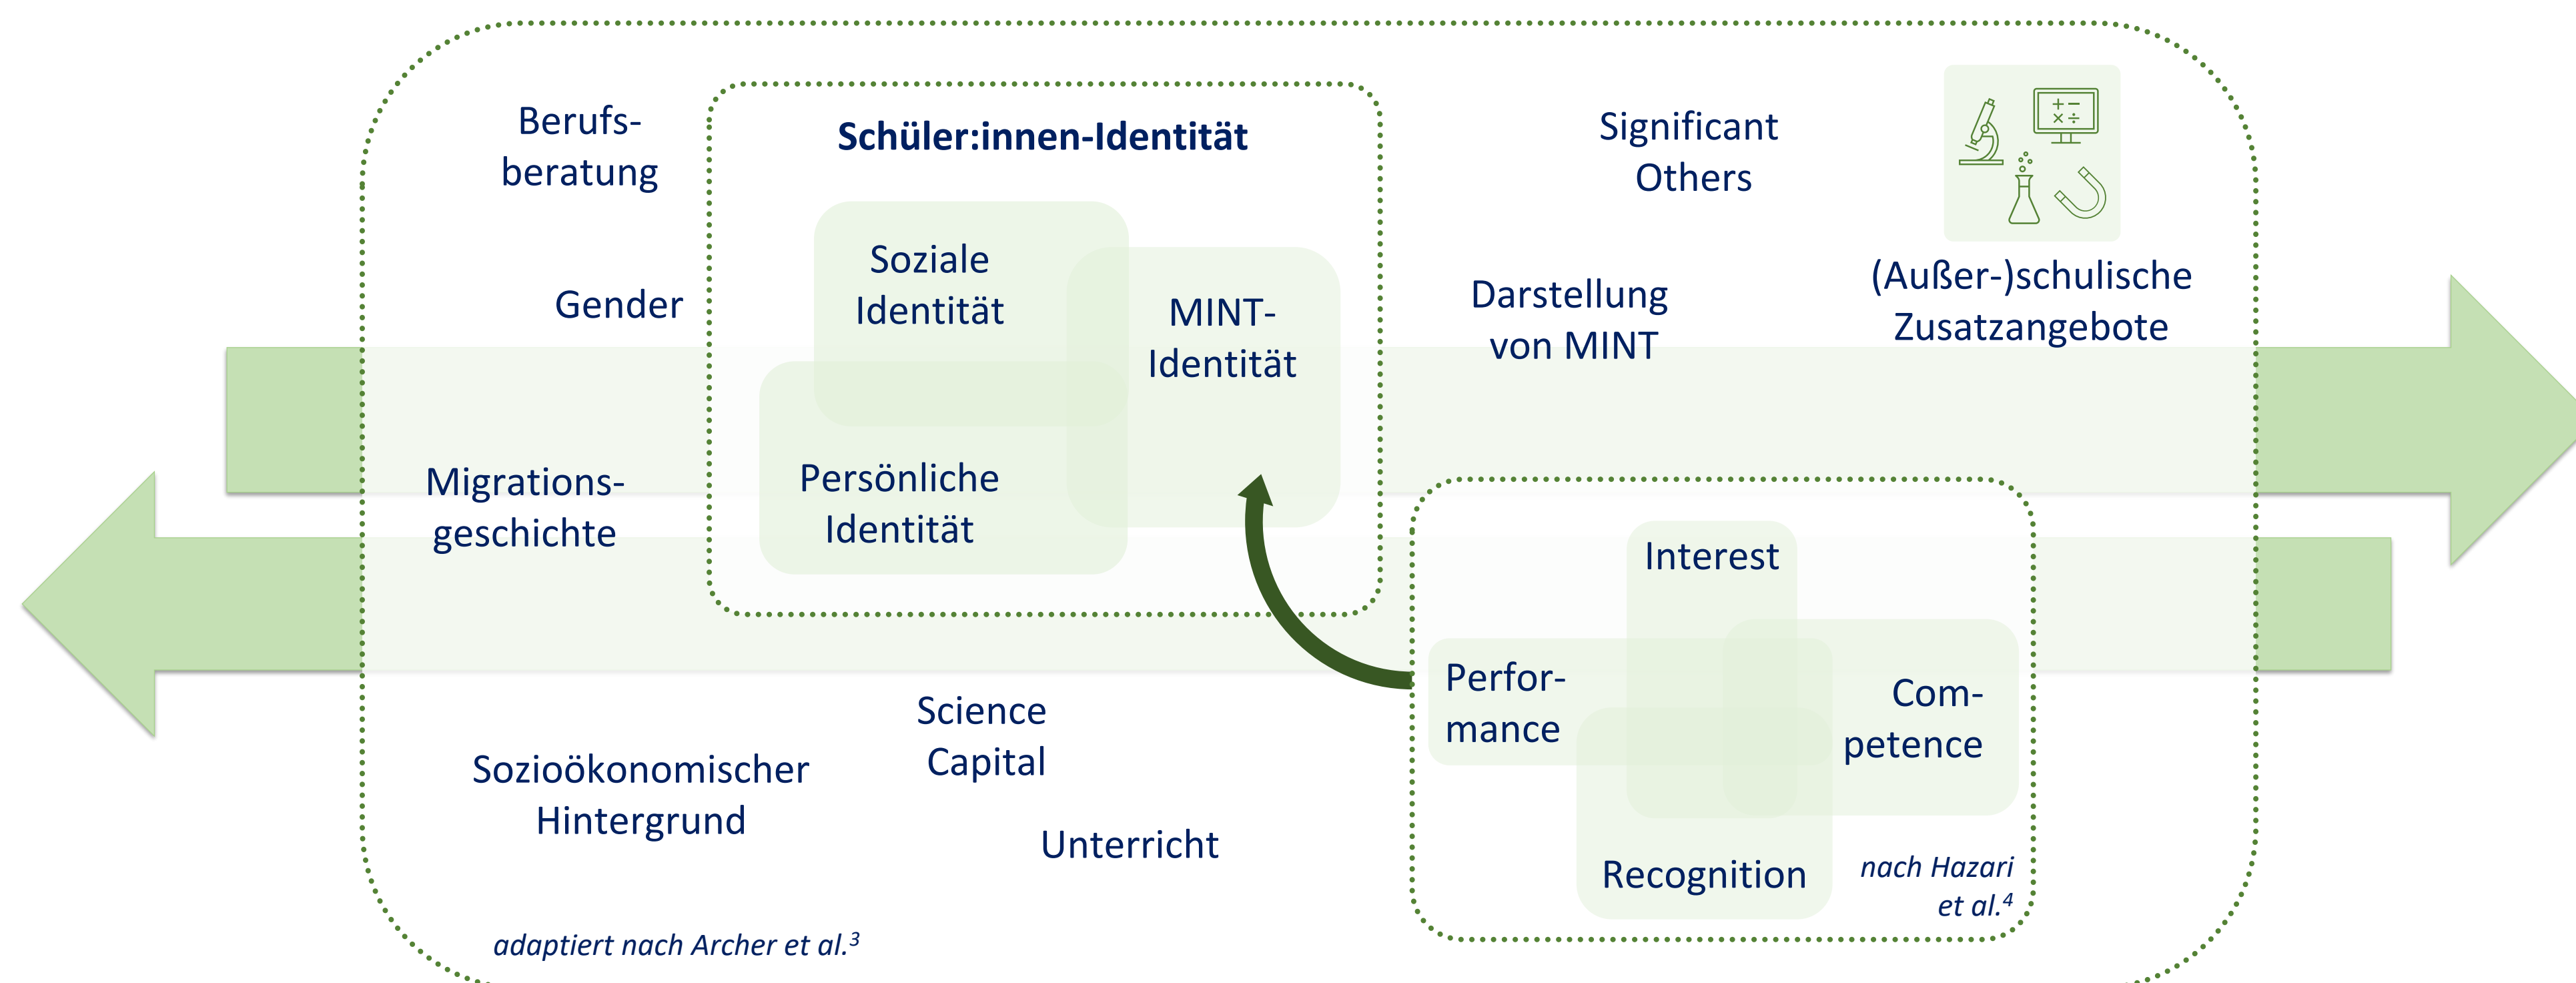 Berufs-
beratung
Schüler:innen-Identität
Significant
Others
Soziale
Identität
MINT-
Identität
Gender
Darstellung
von MINT
(Außer-)schulische
Zusatzangebote
Migrations-
geschichte
Persönliche
Identität
Interest
Perfor-
mance
Com-
petence
Recognition
nach Hazari
et al.⁴
Science
Capital
Sozioökonomischer
Hintergrund
Unterricht
adaptiert nach Archer et al.³